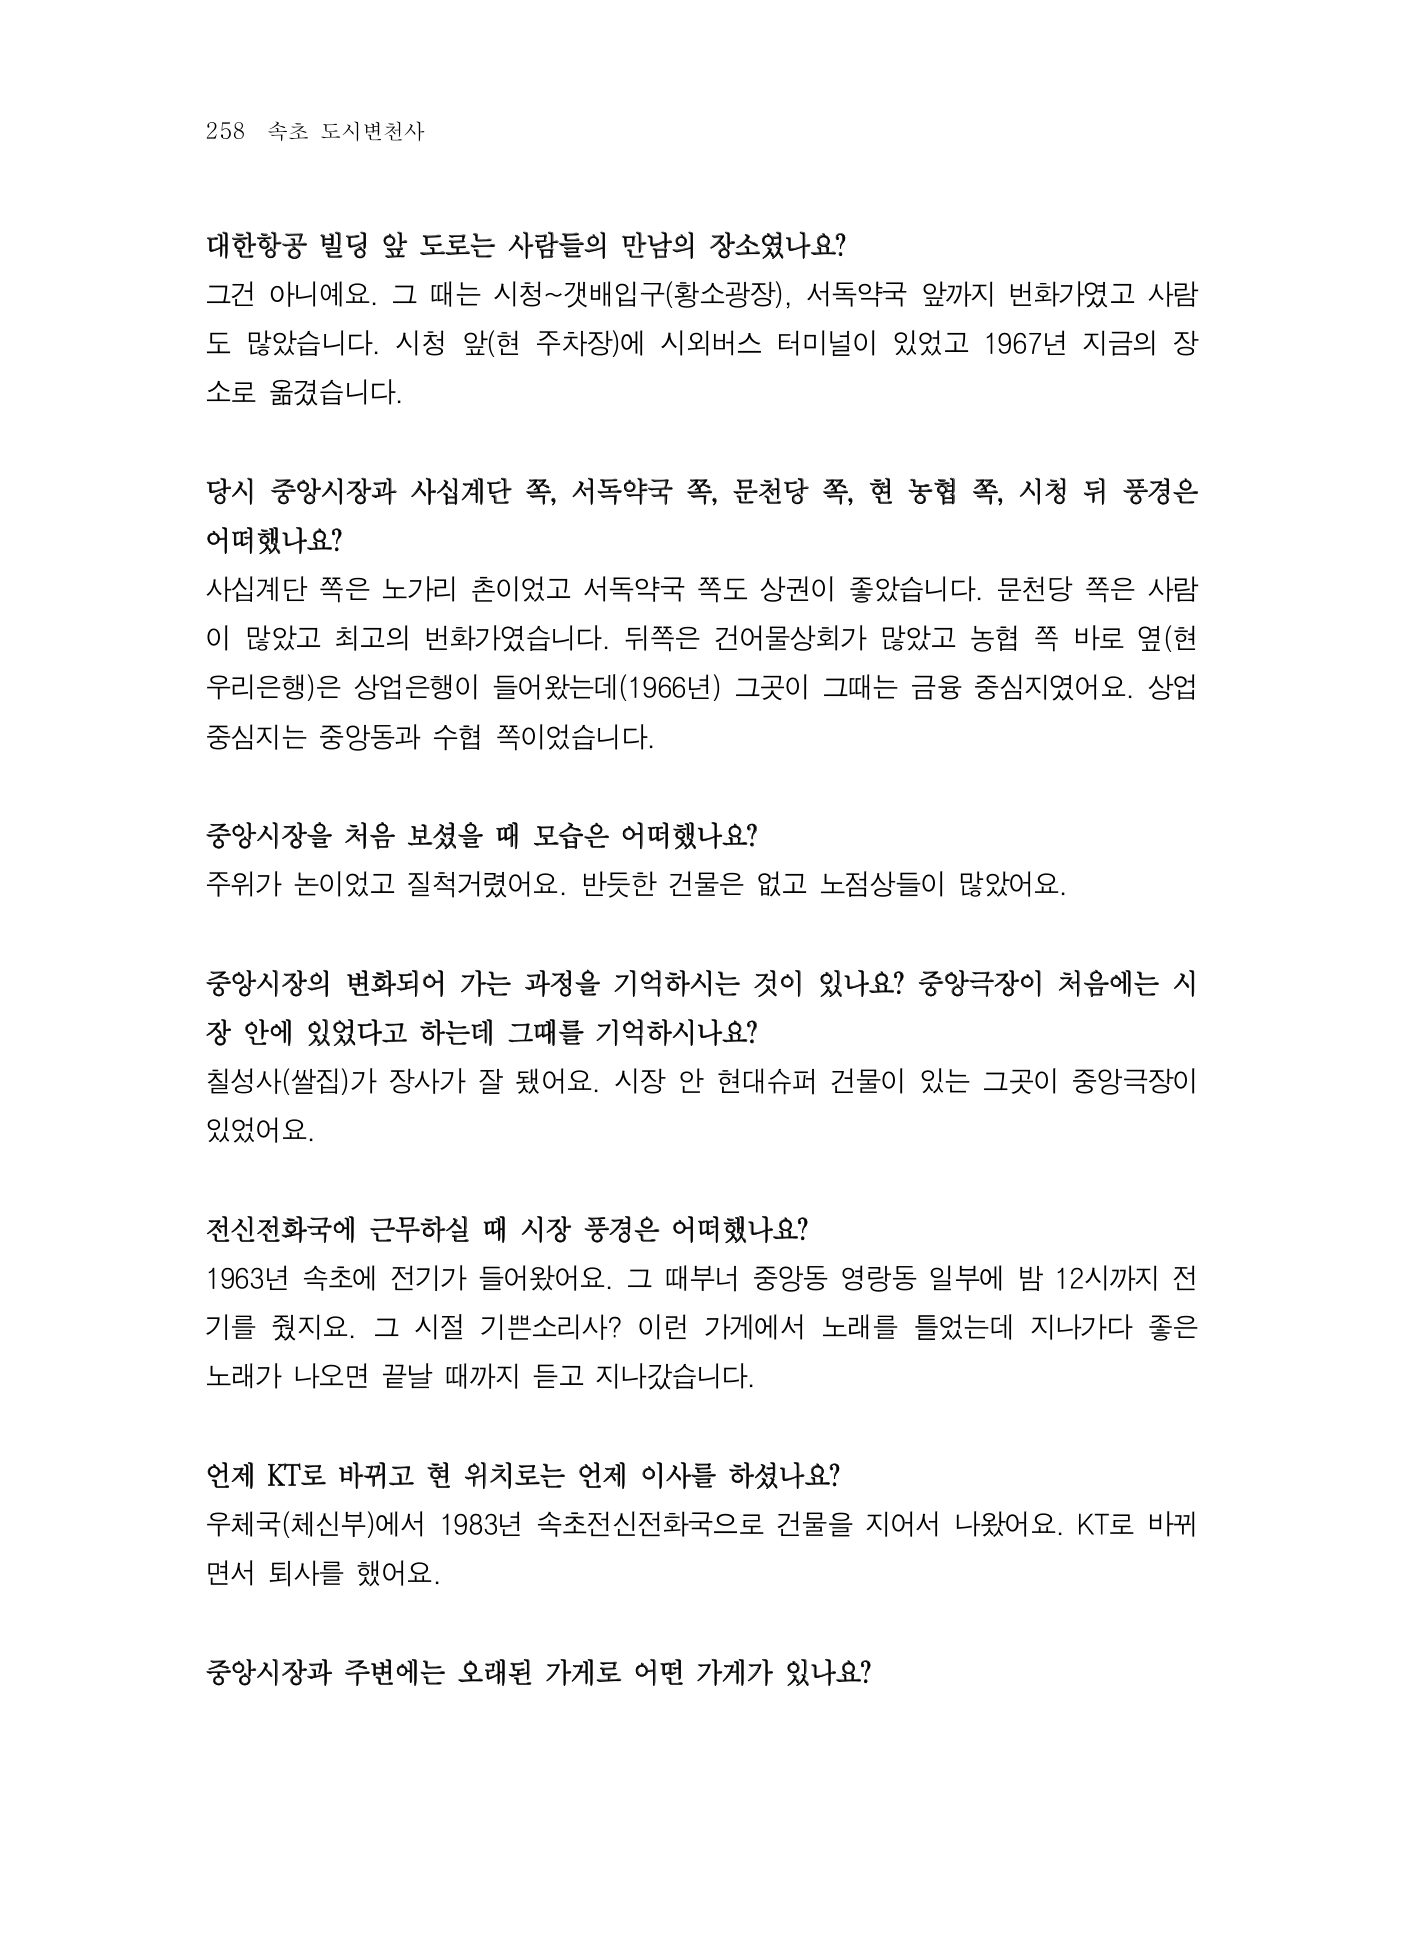 258 속초 도시변천사
대한항공 빌딩 앞 도로는 사람들의 만남의 장소였나요?
그건 아니예요. 그 때는 시청~갯배입구(황소광장), 서독약국 앞까지 번화가였고 사람
도 많았습니다. 시청 앞(현 주차장)에 시외버스 터미널이 있었고 1967년 지금의 장
소로 옮겼습니다.
당시 중앙시장과 사십계단 쪽, 서독약국 쪽, 문천당 쪽, 현 농협 쪽, 시청 뒤 풍경은
어떠했나요?
사십계단 쪽은 노가리 촌이었고 서독약국 쪽도 상권이 좋았습니다. 문천당 쪽은 사람
이 많았고 최고의 번화가였습니다. 뒤쪽은 건어물상회가 많았고 농협 쪽 바로 옆(현
우리은행)은 상업은행이 들어왔는데(1966년) 그곳이 그때는 금융 중심지였어요. 상업
중심지는 중앙동과 수협 쪽이었습니다.
중앙시장을 처음 보셨을 때 모습은 어떠했나요?
주위가 논이었고 질척거렸어요. 반듯한 건물은 없고 노점상들이 많았어요.
중앙시장의 변화되어 가는 과정을 기억하시는 것이 있나요? 중앙극장이 처음에는 시
장 안에 있었다고 하는데 그때를 기억하시나요?
칠성사(쌀집)가 장사가 잘 됐어요. 시장 안 현대슈퍼 건물이 있는 그곳이 중앙극장이
있었어요.
전신전화국에 근무하실 때 시장 풍경은 어떠했나요?
1963년 속초에 전기가 들어왔어요. 그 때부너 중앙동 영랑동 일부에 밤 12시까지 전
기를 줬지요. 그 시절 기쁜소리사? 이런 가게에서 노래를 틀었는데 지나가다 좋은
노래가 나오면 끝날 때까지 듣고 지나갔습니다.
언제 KT로 바뀌고 현 위치로는 언제 이사를 하셨나요?
우체국(체신부)에서 1983년 속초전신전화국으로 건물을 지어서 나왔어요. KT로 바뀌
면서 퇴사를 했어요.
중앙시장과 주변에는 오래된 가게로 어떤 가게가 있나요?